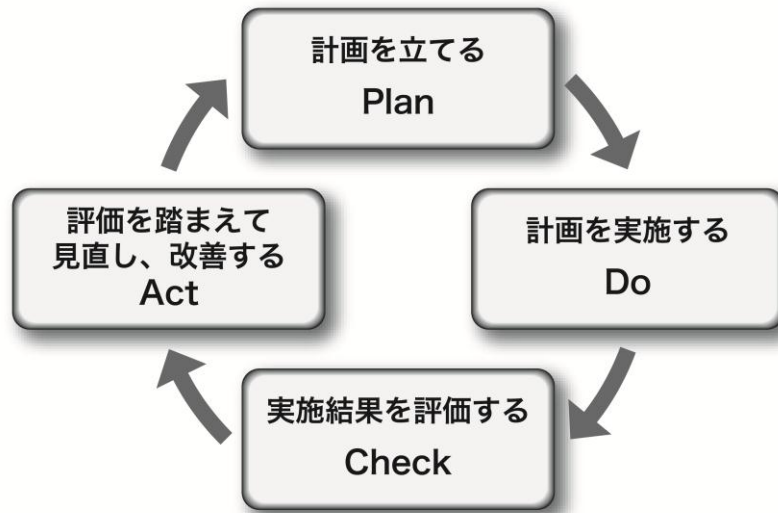 計画を立てる
Plan
計画を実施する
Do
実施結果を評価する
Check
評価を踏まえて
見直し、改善する
Act